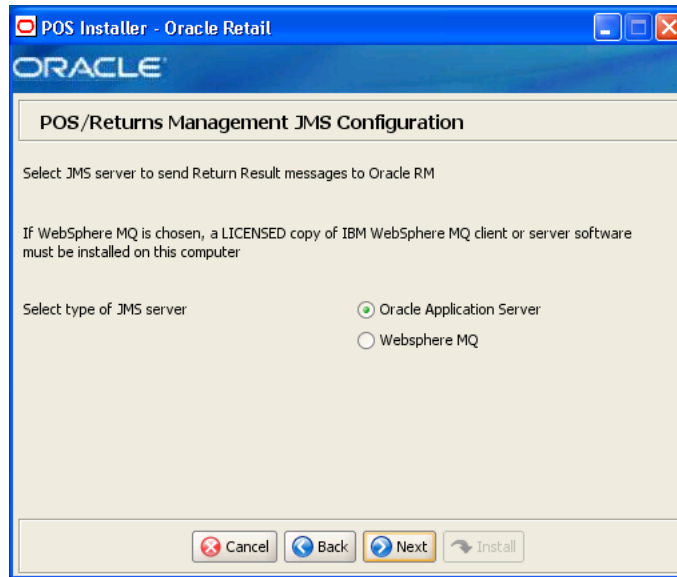 POS Installer - Oracle Retail
ORACLE
POS/Returns Management JMS Configuration
Select JMS server to send Return Result messages to Oracle RM
If WebSphere MQ is chosen, a LICENSED copy of IBM WebSphere MQ client or server software
must be installed on this computer
Select type of JMS server
Oracle Application Server
Websphere MQ
Cancel Back Next Install